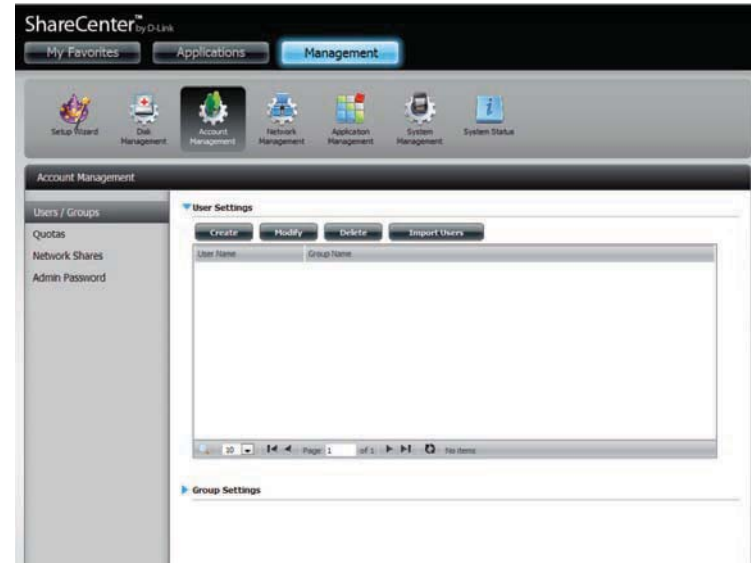 ShareCenter™ by D-Link
My Favorites Applications Management
Setup Wizard Disk Management Account Management Network Management Application Management System Management System Status
Account Management
Users / Groups
Quotas
Network Shares
Admin Password
User Settings
Create Modify Delete Import Users
User Name Group Name
10 Page 1 of 1 No items
Group Settings